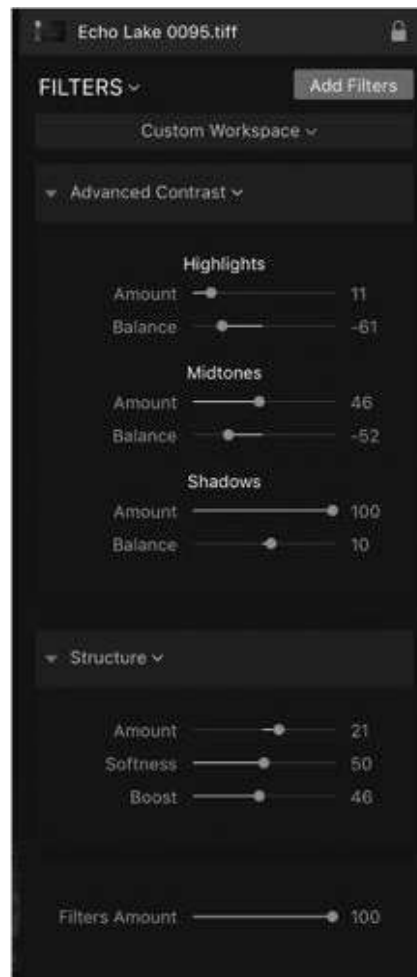 Echo Lake 0095.tiff
FILTERS
Add Filters
Custom Workspace
Advanced Contrast
Highlights
Amount 11
Balance -61
Midtones
Amount 46
Balance -52
Shadows
Amount 100
Balance 10
Structure
Amount 21
Softness 50
Boost 46
Filters Amount 100